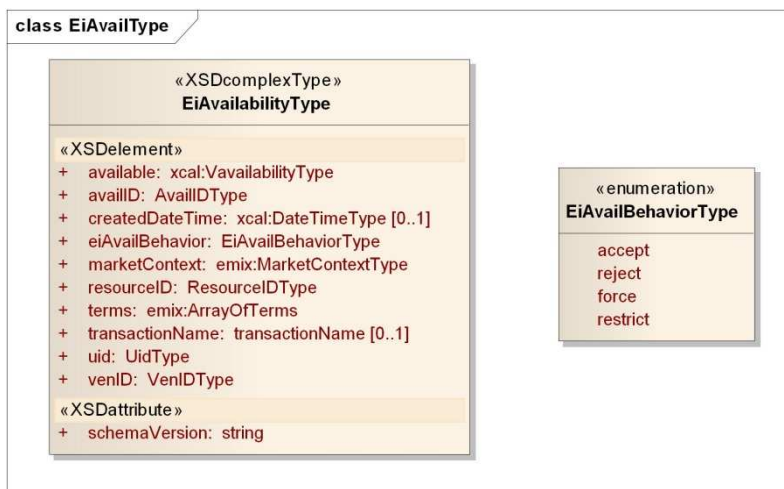 class EiAvailType
«XSDcomplexType»
EiAvailabilityType
«XSDelement»
+ available: xcal:VavailabilityType
+ availID: AvailIDType
+ createdDateTime: xcal:DateTimeType [0..1]
+ eiAvailBehavior: EiAvailBehaviorType
+ marketContext: emix:MarketContextType
+ resourceID: ResourceIDType
+ terms: emix:ArrayOfTerms
+ transactionName: transactionName [0..1]
+ uid: UidType
+ venID: VenIDType
«XSDattribute»
+ schemaVersion: string
«enumeration»
EiAvailBehaviorType
accept
reject
force
restrict